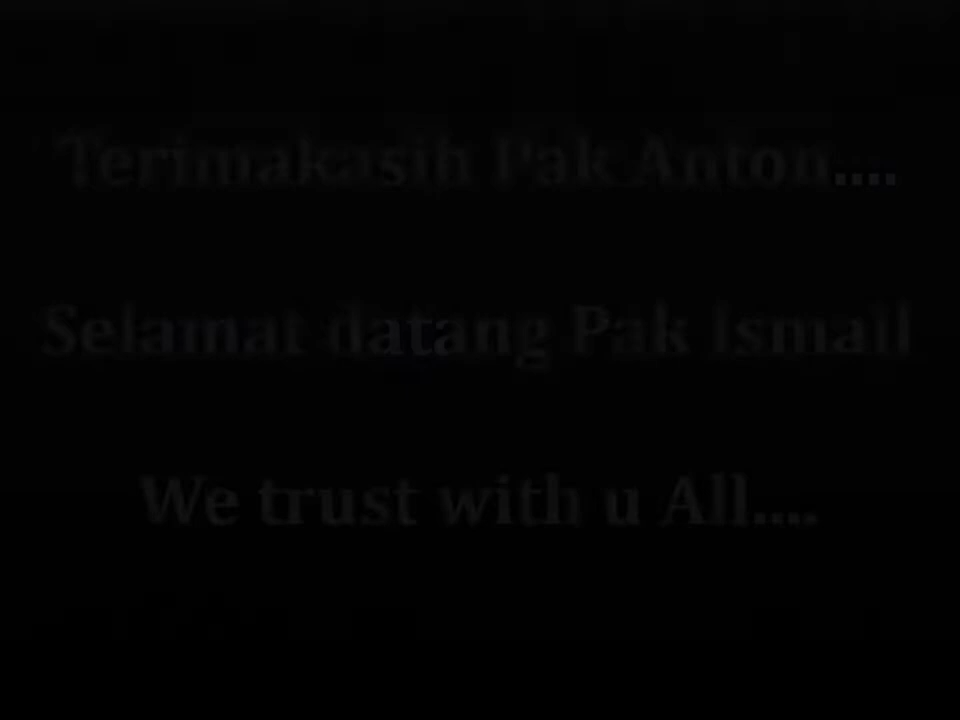 Terimakasih Pak Anton....
Selamat datang Pak Ismail
We trust with u All....